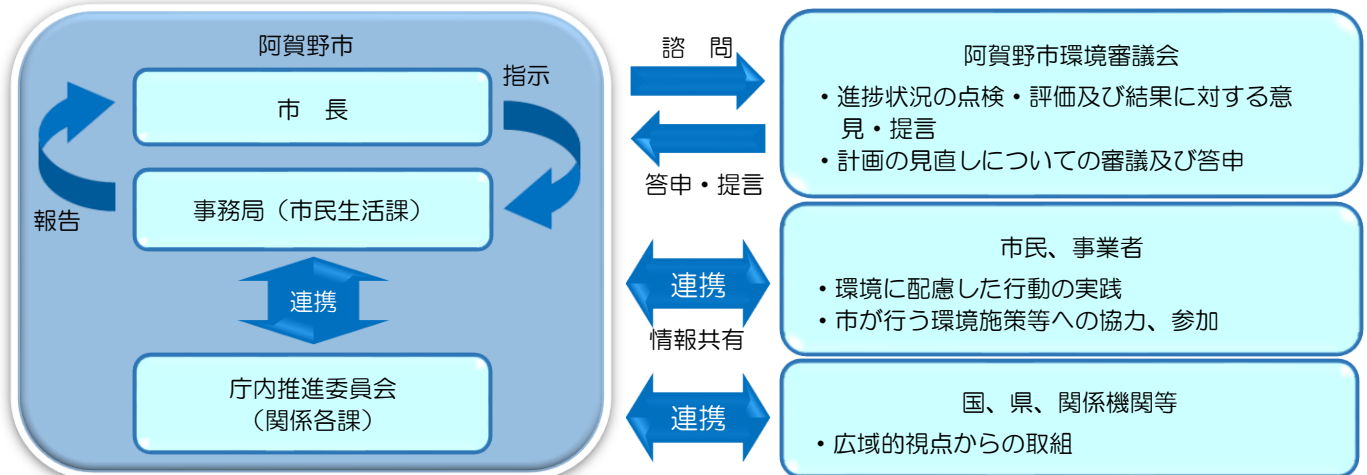 阿賀野市
市　長
指示
報告
事務局（市民生活課）
連携
庁内推進委員会
（関係各課）
諮　問
答申・提言
連携
情報共有
連携
阿賀野市環境審議会
・進捗状況の点検・評価及び結果に対する意
見・提言
・計画の見直しについての審議及び答申
市民、事業者
・環境に配慮した行動の実践
・市が行う環境施策等への協力、参加
国、県、関係機関等
・広域的視点からの取組